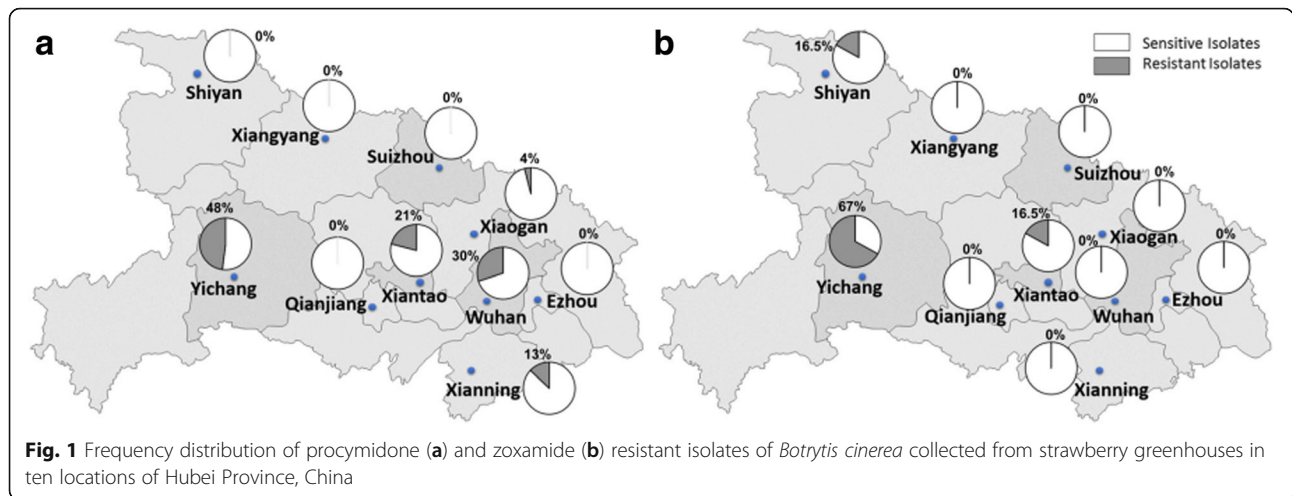 a
0%
Shiyan
0%
Xiangyang
0%
Suizhou
4%
Xiaogan
48%
Yichang
0%
Qianjiang
21%
Xiantao
30%
Wuhan
0%
Ezhou
13%
Xianning
b
Sensitive Isolates
Resistant Isolates
16.5%
Shiyan
0%
Xiangyang
0%
Suizhou
0%
Xiaogan
67%
Yichang
0%
Qianjiang
16.5%
Xiantao
0%
Wuhan
0%
Ezhou
0%
Xianning
Fig. 1 Frequency distribution of procymidone (a) and zoxamide (b) resistant isolates of Botrytis cinerea collected from strawberry greenhouses in
ten locations of Hubei Province, China